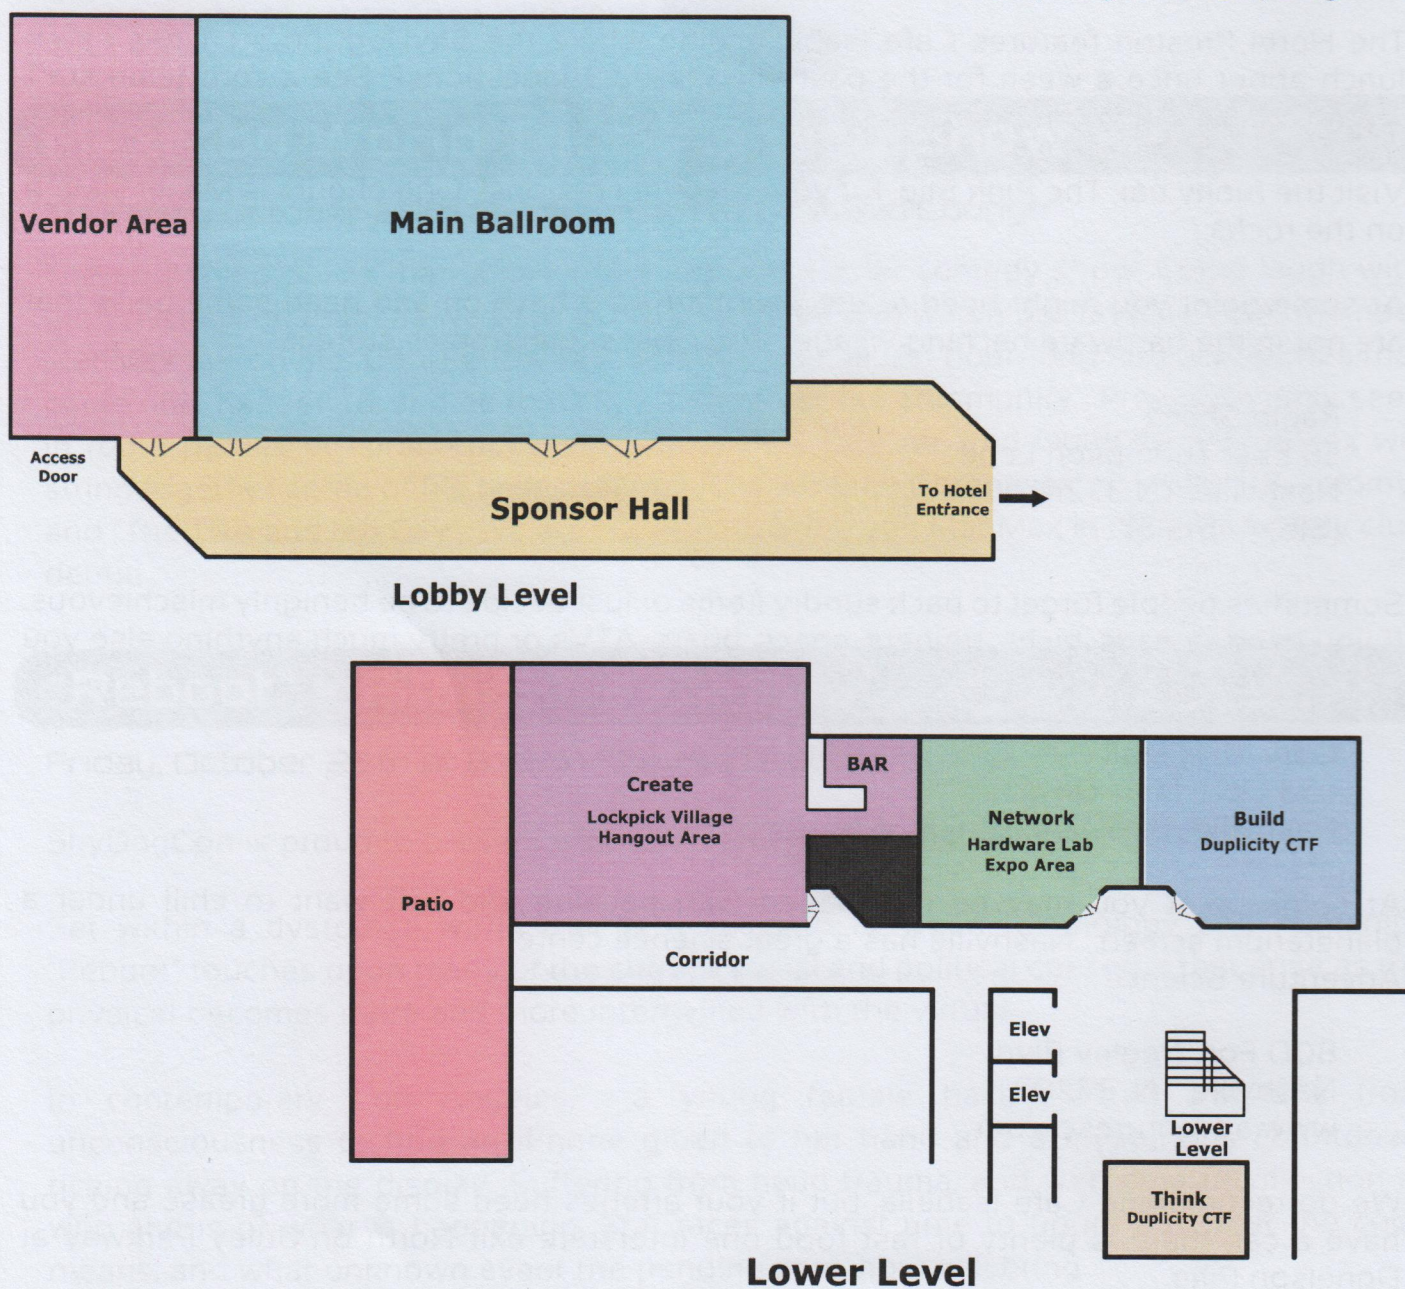 Vendor Area
Main Ballroom
Access
Door
Sponsor Hall
To Hotel
Entrance
Lobby Level
Create
Lockpick Village
Hangout Area
BAR
Network
Hardware Lab
Expo Area
Build
Duplicity CTF
Patio
Corridor
Elev
Elev
Lower
Level
Think
Duplicity CTF
Lower Level